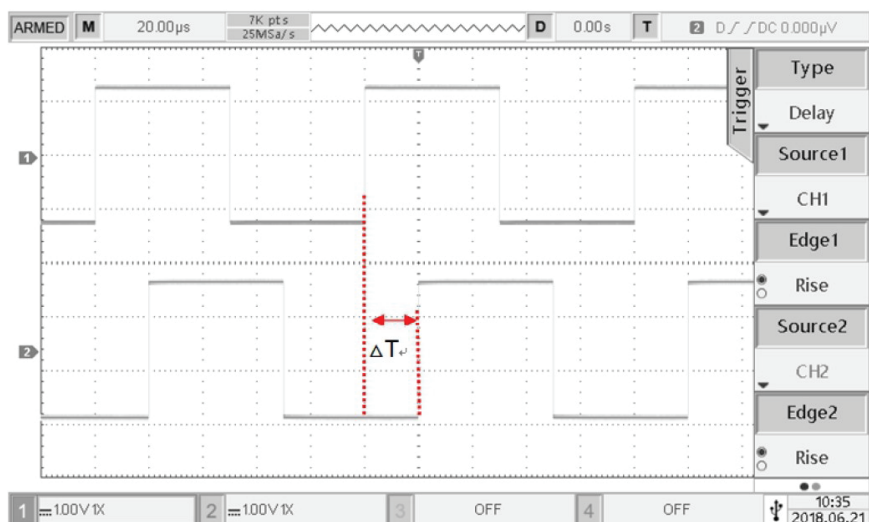 ARMED M 20.00μs 7K pts D 0.00s T 2 D DC 0.000μV
25MSa/s
T
Trigger
Type
Delay
1
Source1
CH1
Edge1
Rise
Source2
2
ΔT
CH2
Edge2
Rise
1 1.00V 1X 2 1.00V 1X 3 OFF 4 OFF 10:35
2018.06.21